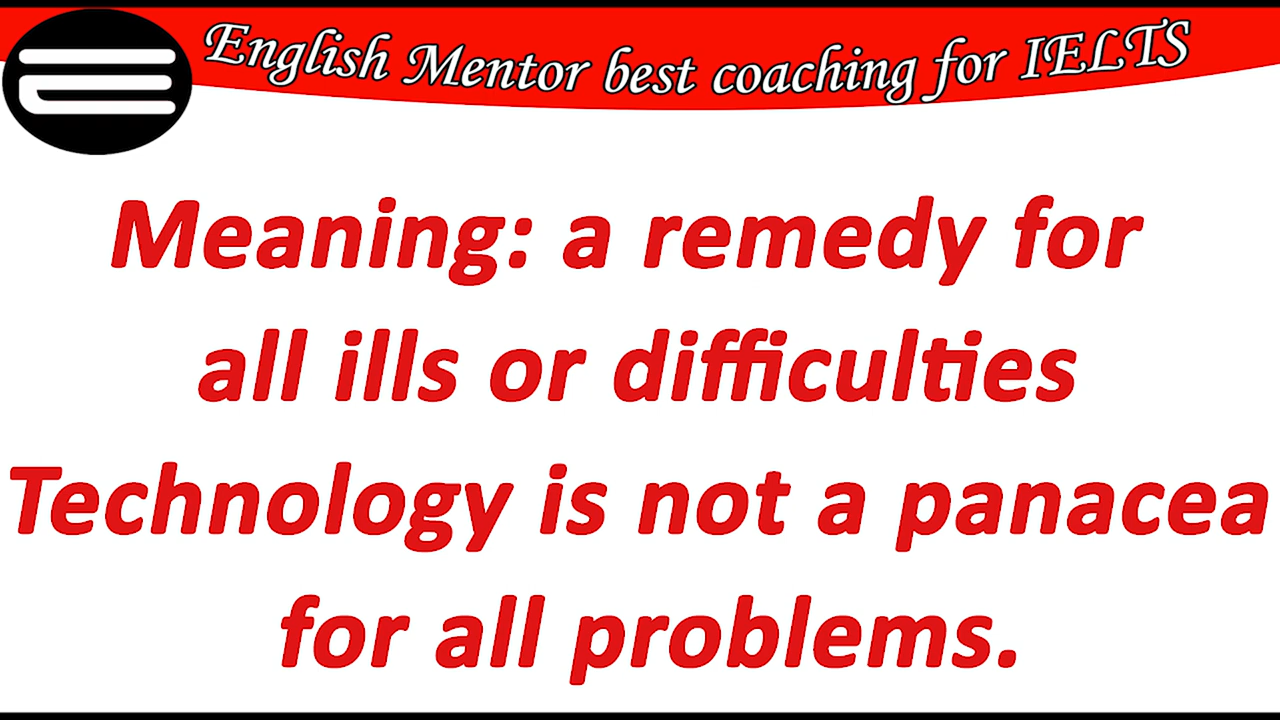 English Mentor best coaching for IELTS
Meaning: a remedy for
all ills or difficulties
Technology is not a panacea
for all problems.